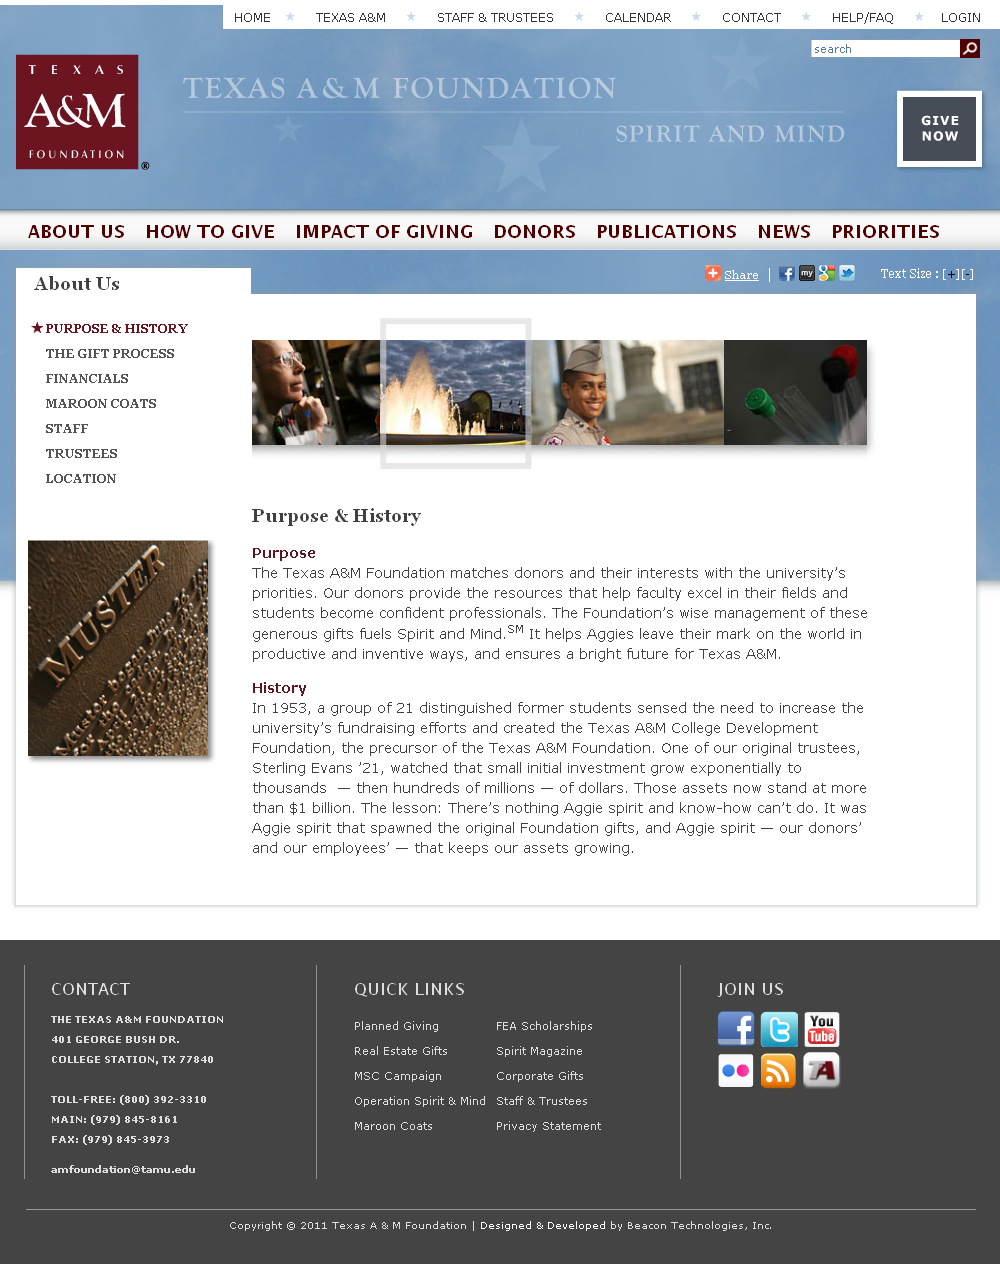 HOME TEXAS A&M STAFF & TRUSTEES CALENDAR CONTACT HELP/FAQ LOGIN
search
TEXAS
A&M
FOUNDATION
®
TEXAS A&M FOUNDATION
SPIRIT AND MIND
GIVE
NOW
ABOUT US HOW TO GIVE IMPACT OF GIVING DONORS PUBLICATIONS NEWS PRIORITIES
Share | my Text Size : [+][-]
About Us
PURPOSE & HISTORY
THE GIFT PROCESS
FINANCIALS
MAROON COATS
STAFF
TRUSTEES
LOCATION
MUSTER
Purpose & History
Purpose
The Texas A&M Foundation matches donors and their interests with the university’s
priorities. Our donors provide the resources that help faculty excel in their fields and
students become confident professionals. The Foundation’s wise management of these
generous gifts fuels Spirit and Mind.SM It helps Aggies leave their mark on the world in
productive and inventive ways, and ensures a bright future for Texas A&M.
History
In 1953, a group of 21 distinguished former students sensed the need to increase the
university’s fundraising efforts and created the Texas A&M College Development
Foundation, the precursor of the Texas A&M Foundation. One of our original trustees,
Sterling Evans ’21, watched that small initial investment grow exponentially to
thousands — then hundreds of millions — of dollars. Those assets now stand at more
than $1 billion. The lesson: There’s nothing Aggie spirit and know-how can’t do. It was
Aggie spirit that spawned the original Foundation gifts, and Aggie spirit — our donors’
and our employees’ — that keeps our assets growing.
CONTACT
THE TEXAS A&M FOUNDATION
401 GEORGE BUSH DR.
COLLEGE STATION, TX 77840
TOLL-FREE: (800) 392-3310
MAIN: (979) 845-8161
FAX: (979) 845-3973
amfoundation@tamu.edu
QUICK LINKS
Planned Giving FEA Scholarships
Real Estate Gifts Spirit Magazine
MSC Campaign Corporate Gifts
Operation Spirit & Mind Staff & Trustees
Maroon Coats Privacy Statement
JOIN US
You
Tube
Copyright © 2011 Texas A & M Foundation | Designed & Developed by Beacon Technologies, Inc.